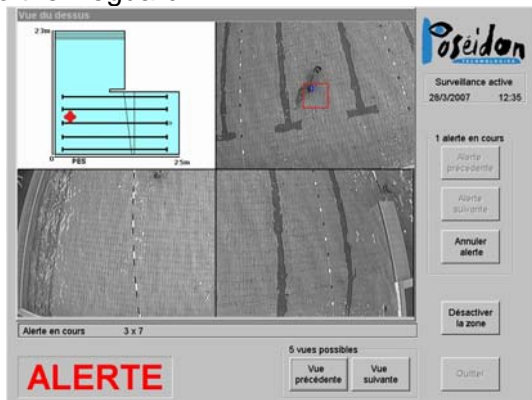 Vue du dessus
23m
0
PES
25m
Poséidon
TECHNOLOGIES
Surveillance active
28/3/2007 12:35
1 alerte en cours
Alerte
précédente
Alerte
suivante
Annuler
alerte
Désactiver
la zone
Alerte en cours 3 x 7
5 vues possibles
Vue
précédente
Vue
suivante
Quitter
ALERTE